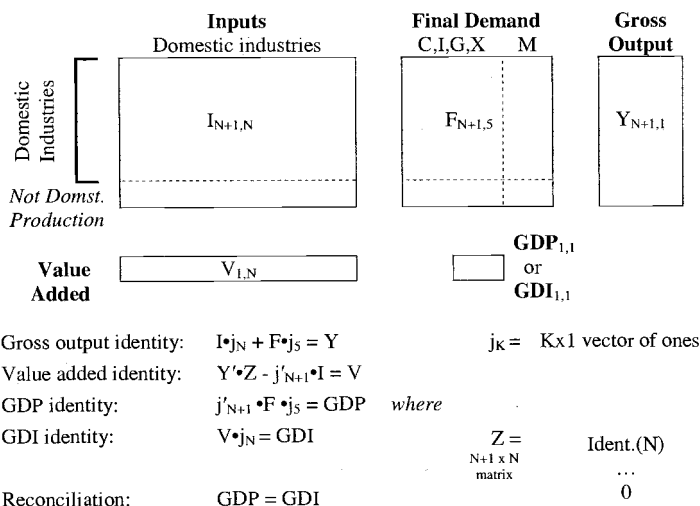 Inputs Final Demand Gross
Domestic industries C,I,G,X M Output
Domestic
Industries
I_{N+1,N} F_{N+1,5} Y_{N+1,1}
Not Domst.
Production
GDP_{1,1}
Value V_{1,N} or
Added GDI_{1,1}
Gross output identity: I•j_N + F•j_5 = Y j_K = Kx1 vector of ones
Value added identity: Y'•Z - j'_{N+1}•I = V
GDP identity: j'_{N+1} •F •j_5 = GDP where
GDI identity: V•j_N = GDI Z = Ident.(N)
N+1 x N
matrix ...
Reconciliation: GDP = GDI 0